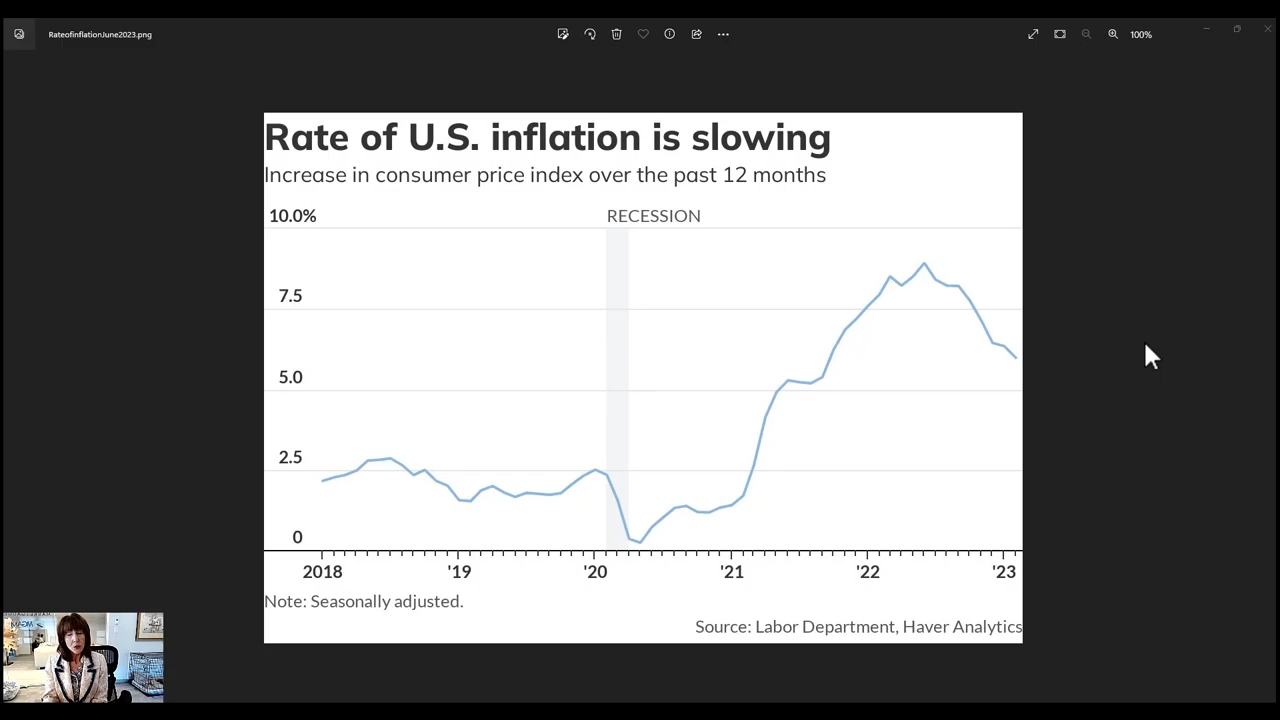 RateofinflationJune2023.png
100%
Rate of U.S. inflation is slowing
Increase in consumer price index over the past 12 months
10.0%
RECESSION
7.5
5.0
2.5
0
2018 '19 '20 '21 '22 '23
Note: Seasonally adjusted.
Source: Labor Department, Haver Analytics